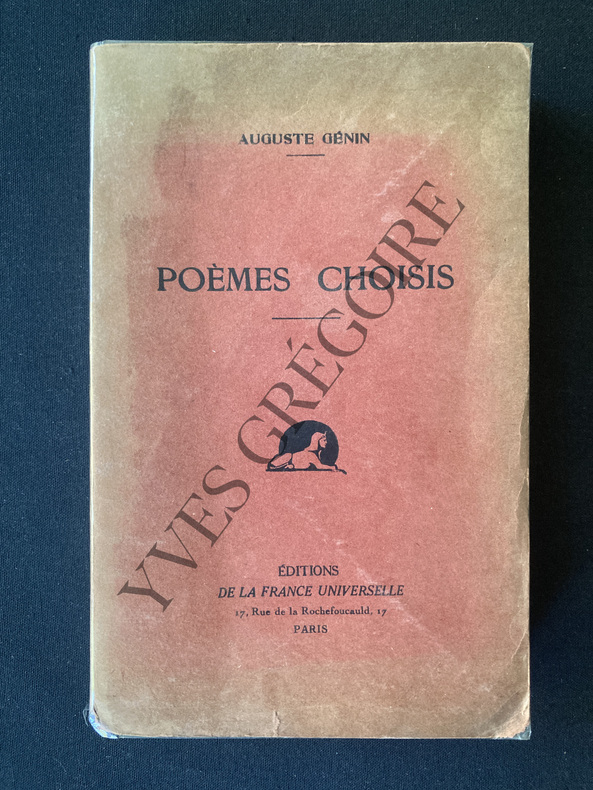 AUGUSTE GÉNIN
POÈMES CHOISIS
YVES GRÉGOIRE
ÉDITIONS
DE LA FRANCE UNIVERSELLE
17, Rue de la Rochefoucauld, 17
PARIS